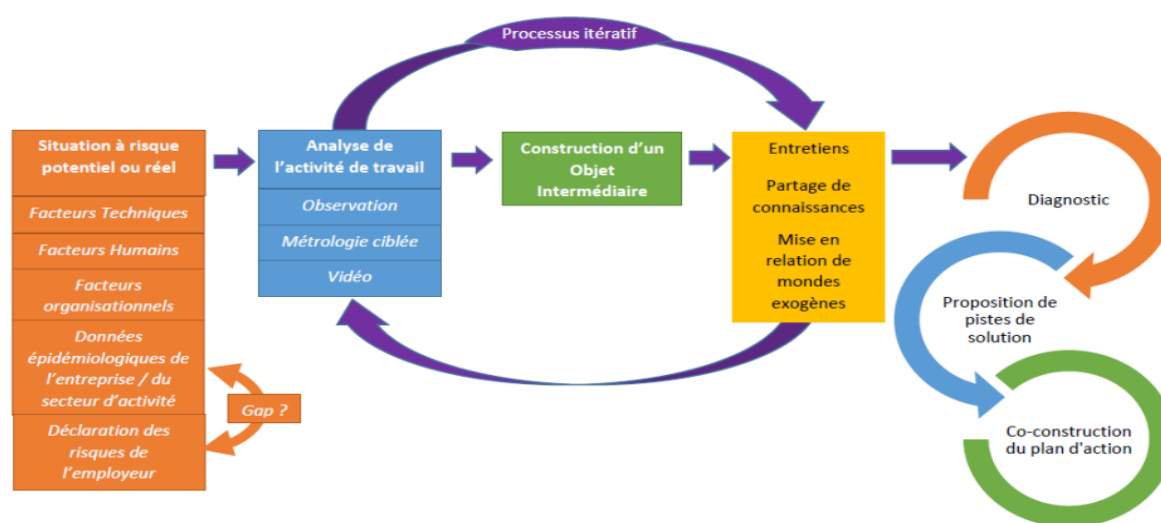 Processus itératif
Situation à risque
potentiel ou réel
Facteurs Techniques
Facteurs Humains
Facteurs
organisationnels
Données
épidémiologiques de
l'entreprise / du
secteur d'activité
Déclaration des
risques de
l'employeur
Gap ?
Analyse de
l'activité de travail
Observation
Métrologie ciblée
Vidéo
Construction d'un
Objet
Intermédiaire
Entretiens
Partage de
connaissances
Mise en
relation de
mondes
exogènes
Diagnostic
Proposition de
pistes de
solution
Co-construction
du plan d'action